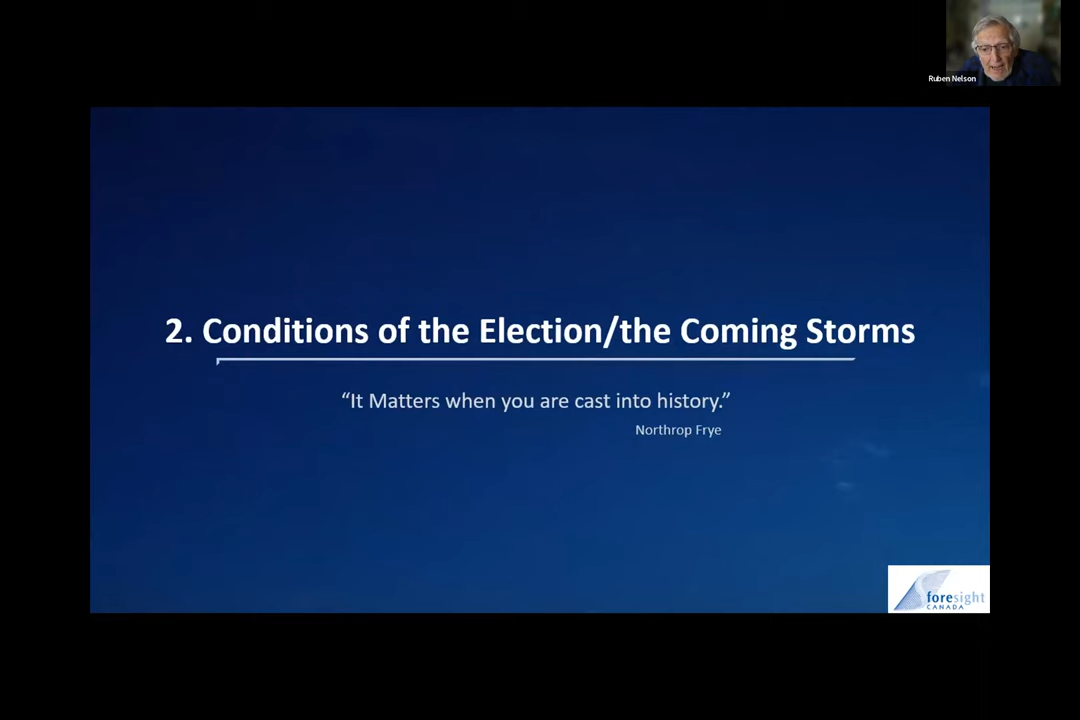 Ruben Nelson
2. Conditions of the Election/the Coming Storms
“It Matters when you are cast into history.”
Northrop Frye
foresight
CANADA